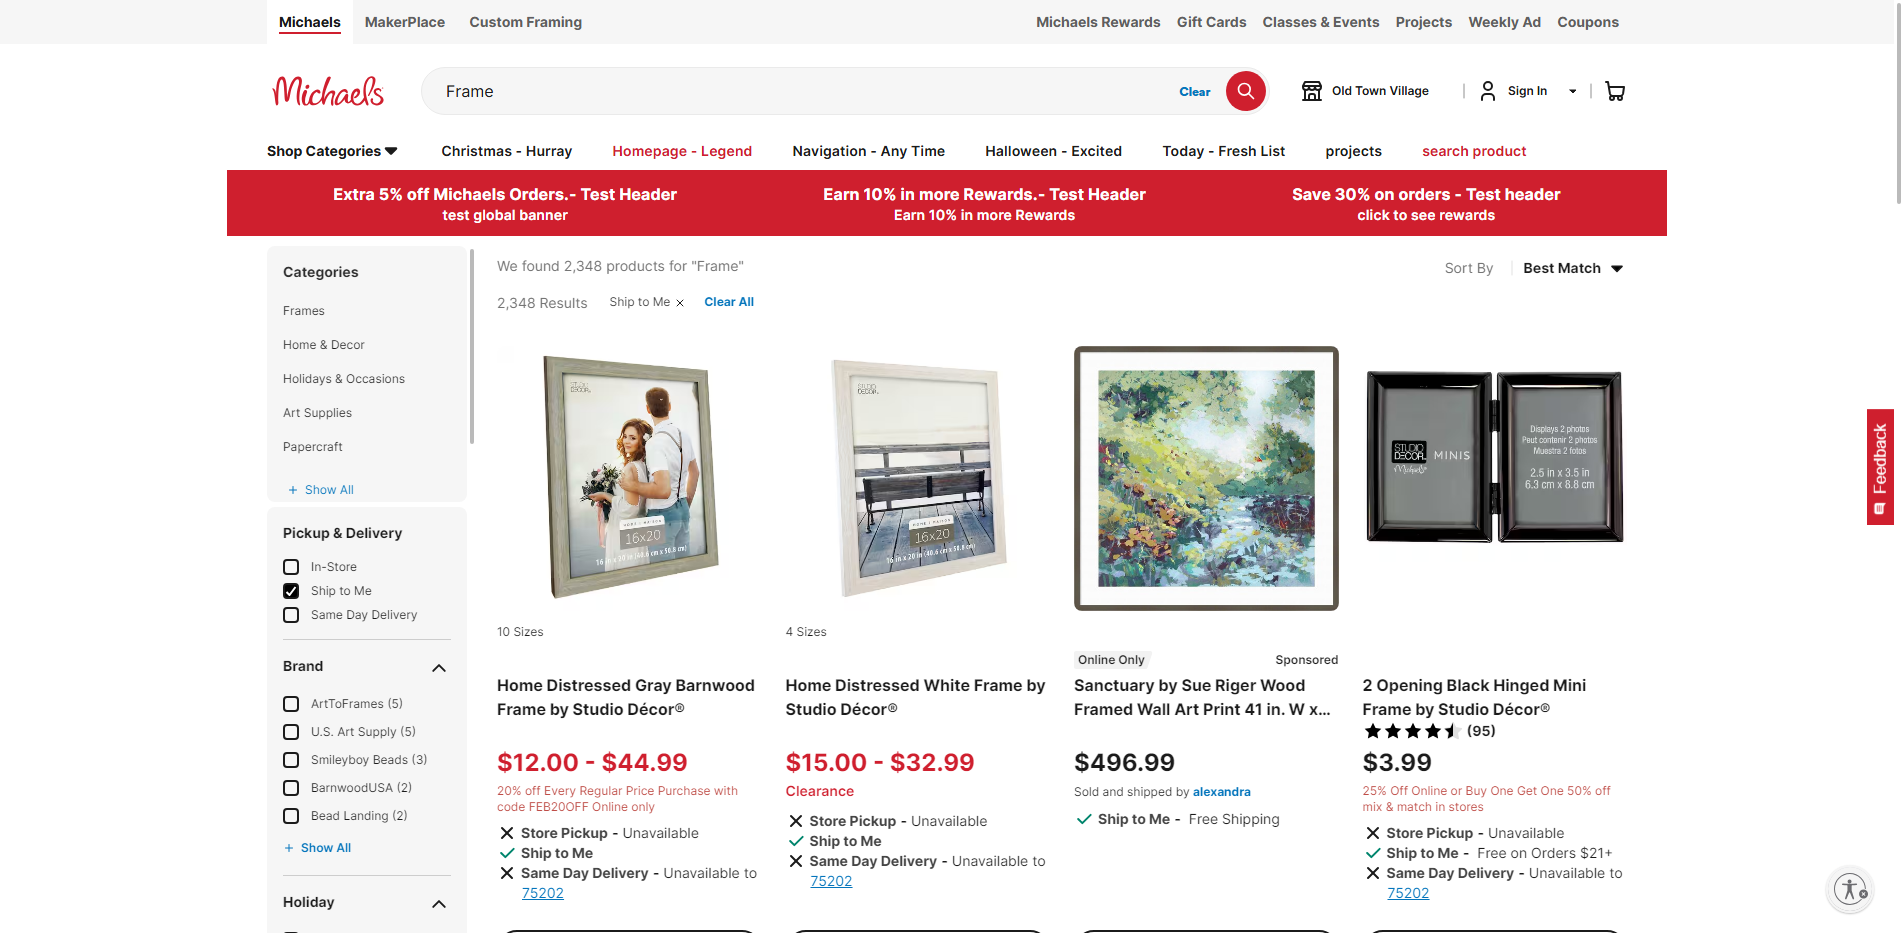 Michaels MakerPlace Custom Framing Michaels Rewards Gift Cards Classes & Events Projects Weekly Ad Coupons
Michaels Frame Clear Old Town Village Sign In
Shop Categories Christmas - Hurray Homepage - Legend Navigation - Any Time Halloween - Excited Today - Fresh List projects search product
Extra 5% off Michaels Orders.- Test Header
test global banner
Earn 10% in more Rewards.- Test Header
Earn 10% in more Rewards
Save 30% on orders - Test header
click to see rewards
Categories
Frames
Home & Decor
Holidays & Occasions
Art Supplies
Papercraft
+ Show All
Pickup & Delivery
In-Store
Ship to Me
Same Day Delivery
Brand
ArtToFrames (5)
U.S. Art Supply (5)
Smileyboy Beads (3)
BarnwoodUSA (2)
Bead Landing (2)
+ Show All
Holiday
We found 2,348 products for "Frame"
Sort By Best Match
2,348 Results Ship to Me Clear All
STUDIO
DECOR
HOME | MAISON
16x20
16 in x 20 in (40.6 cm x 50.8 cm)
10 Sizes
Home Distressed Gray Barnwood
Frame by Studio Décor®
$12.00 - $44.99
20% off Every Regular Price Purchase with
code FEB20OFF Online only
Store Pickup - Unavailable
Ship to Me
Same Day Delivery - Unavailable to
75202
STUDIO
DECOR
HOME | MAISON
16x20
16 in x 20 in (40.6 cm x 50.8 cm)
4 Sizes
Home Distressed White Frame by
Studio Décor®
$15.00 - $32.99
Clearance
Store Pickup - Unavailable
Ship to Me
Same Day Delivery - Unavailable to
75202
Online Only Sponsored
Sanctuary by Sue Riger Wood
Framed Wall Art Print 41 in. W x...
$496.99
Sold and shipped by alexandra
Ship to Me - Free Shipping
STUDIO
DECOR
Michaels
MINIS
Displays 2 photos
Peut contenir 2 photos
Muestra 2 fotos
2.5 in x 3.5 in
6.3 cm x 8.8 cm
2 Opening Black Hinged Mini
Frame by Studio Décor®
(95)
$3.99
25% Off Online or Buy One Get One 50% off
mix & match in stores
Store Pickup - Unavailable
Ship to Me - Free on Orders $21+
Same Day Delivery - Unavailable to
75202
Feedback